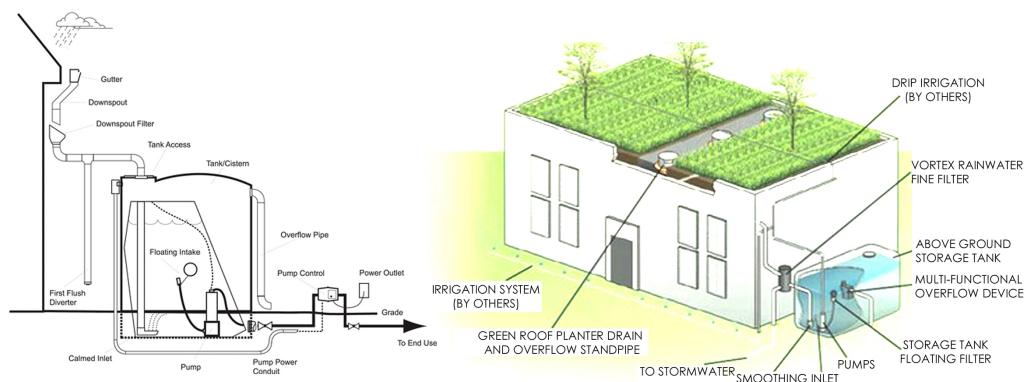 Gutter
Downspout
Downspout Filter
Tank Access
Tank/Cistern
Floating Intake
Overflow Pipe
Pump Control
Power Outlet
First Flush
Diverter
Grade
To End Use
Calmed Inlet
Pump
Pump Power
Conduit
DRIP IRRIGATION
(BY OTHERS)
VORTEX RAINWATER
FINE FILTER
ABOVE GROUND
STORAGE TANK
MULTI-FUNCTIONAL
OVERFLOW DEVICE
IRRIGATION SYSTEM
(BY OTHERS)
GREEN ROOF PLANTER DRAIN
AND OVERFLOW STANDPIPE
STORAGE TANK
FLOATING FILTER
TO STORMWATER
PUMPS
SMOOTHING INLET